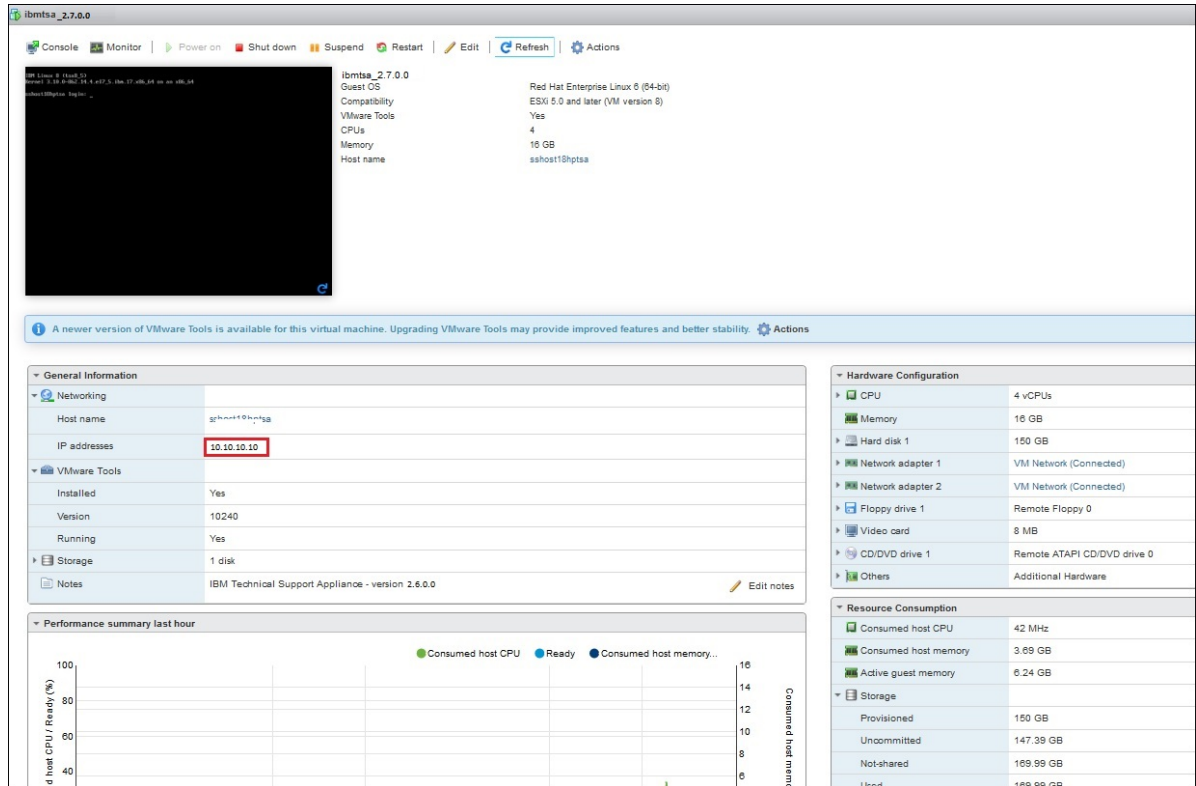 ibmtsa_2.7.0.0
Console Monitor Power on Shut down Suspend Restart Edit Refresh Actions
ibmtsa_2.7.0.0
Guest OS Red Hat Enterprise Linux 6 (64-bit)
Compatibility ESXi 5.0 and later (VM version 8)
VMware Tools Yes
CPUs 4
Memory 16 GB
Host name sshost18hptsa
A newer version of VMware Tools is available for this virtual machine. Upgrading VMware Tools may provide improved features and better stability. Actions
General Information
Networking
Host name
IP addresses 10.10.10.10
VMware Tools
Installed Yes
Version 10240
Running Yes
Storage 1 disk
Notes IBM Technical Support Appliance - version 2.6.0.0 Edit notes
Performance summary last hour
Consumed host CPU Ready Consumed host memory...
100
80
60
40
d host CPU / Ready (%)
16
14
12
10
8
6
Consumed host memo
Hardware Configuration
CPU 4 vCPUs
Memory 16 GB
Hard disk 1 150 GB
Network adapter 1 VM Network (Connected)
Network adapter 2 VM Network (Connected)
Floppy drive 1 Remote Floppy 0
Video card 8 MB
CD/DVD drive 1 Remote ATAPI CD/DVD drive 0
Others Additional Hardware
Resource Consumption
Consumed host CPU 42 MHz
Consumed host memory 3.69 GB
Active guest memory 6.24 GB
Storage
Provisioned 150 GB
Uncommitted 147.39 GB
Not-shared 169.99 GB
Used 169.99 GB